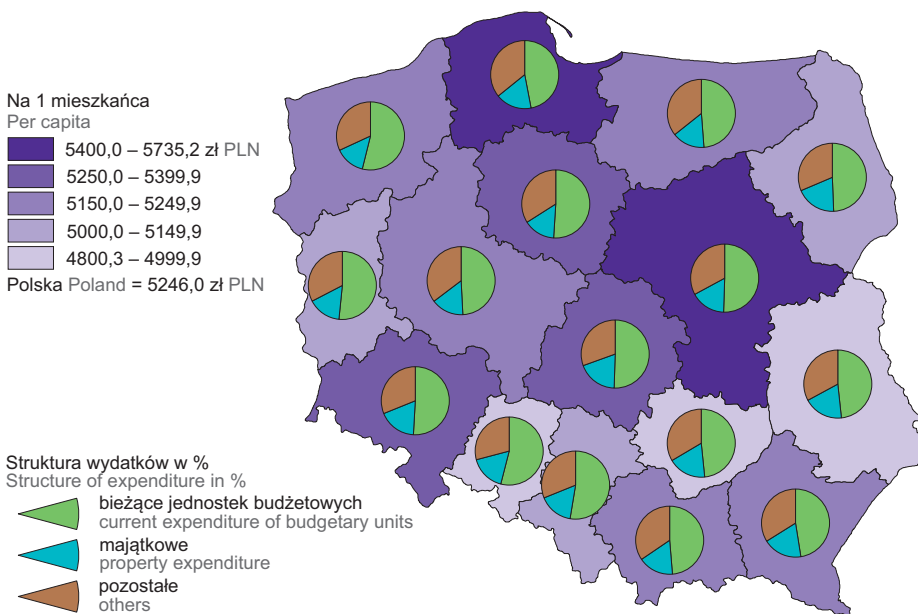 Na 1 mieszkańca
Per capita
5400,0 – 5735,2 zł PLN
5250,0 – 5399,9
5150,0 – 5249,9
5000,0 – 5149,9
4800,3 – 4999,9
Polska Poland = 5246,0 zł PLN
Struktura wydatków w %
Structure of expenditure in %
bieżące jednostek budżetowych
current expenditure of budgetary units
majątkowe
property expenditure
pozostałe
others